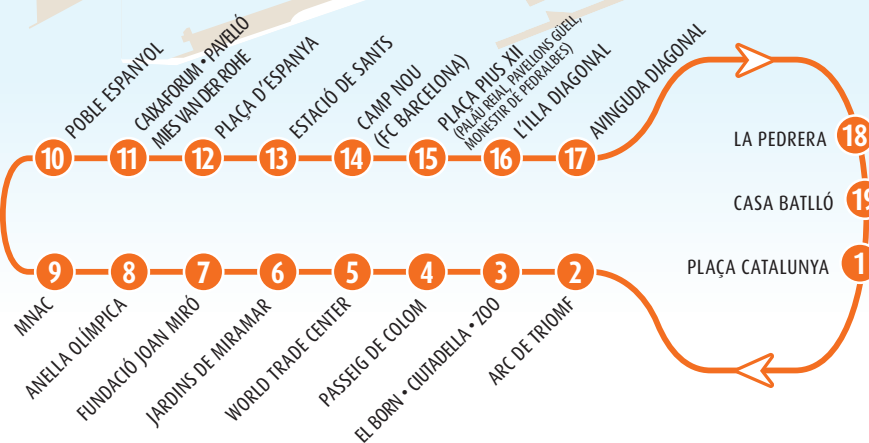 10 POBLE ESPANYOL
11 CAIXAFORUM • PAVELLÓ
MIES VAN DER ROHE
12 PLAÇA D´ESPANYA
13 ESTACIÓ DE SANTS
14 CAMP NOU
(FC BARCELONA)
15 PLAÇA PIUS XII
(PALAU REIAL, PAVELLONS GÜELL,
MONESTIR DE PEDRALBES)
16 L'ILLA DIAGONAL
17 AVINGUDA DIAGONAL
LA PEDRERA 18
CASA BATLLÓ 19
PLAÇA CATALUNYA 1
9 MNAC
8 ANELLA OLÍMPICA
7 FUNDACIÓ JOAN MIRÓ
6 JARDINS DE MIRAMAR
5 WORLD TRADE CENTER
4 PASSEIG DE COLOM
3 EL BORN • CIUTADELLA • ZOO
2 ARC DE TRIOMF